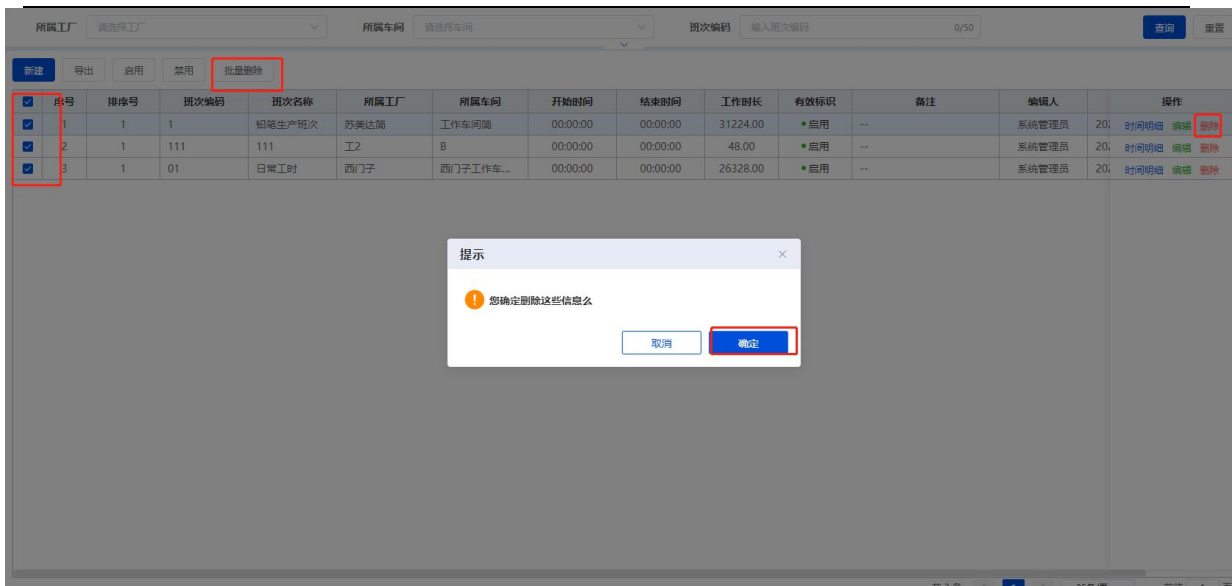 所属工厂 请选择工厂 所属车间 请选择车间 班次编码 输入班次编码 0/50 查询 重置
新建 导出 启用 禁用 批量删除
序号 排序号 班次编码 班次名称 所属工厂 所属车间 开始时间 结束时间 工作时长 有效标识 备注 编辑人 操作
1 1 1 铅笔生产班次 苏美达简 工作车间简 00:00:00 00:00:00 31224.00 启用 -- 系统管理员 202 时间明细 编辑 删除
2 1 111 111 工2 B 00:00:00 00:00:00 48.00 启用 -- 系统管理员 202 时间明细 编辑 删除
3 1 01 日常工时 西门子 西门子工作车... 00:00:00 00:00:00 26328.00 启用 -- 系统管理员 202 时间明细 编辑 删除
提示
您确定删除这些信息么
取消 确定